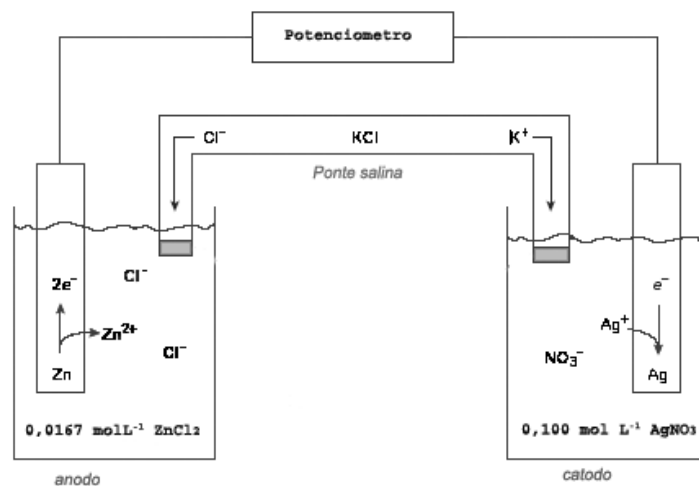 Potenciometro
Cl⁻ KCl K⁺
Ponte salina
Cl⁻
2e⁻
Zn²⁺
Cl⁻
Zn
0,0167 molL⁻¹ ZnCl₂
anodo
e⁻
Ag⁺
NO₃⁻
Ag
0,100 mol L⁻¹ AgNO₃
catodo